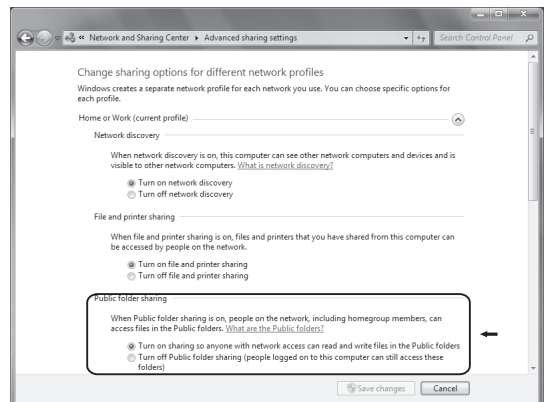 « Network and Sharing Center ▸ Advanced sharing settings
Search Control Panel
Change sharing options for different network profiles
Windows creates a separate network profile for each network you use. You can choose specific options for
each profile.
Home or Work (current profile)
Network discovery
When network discovery is on, this computer can see other network computers and devices and is
visible to other network computers. What is network discovery?
Turn on network discovery
Turn off network discovery
File and printer sharing
When file and printer sharing is on, files and printers that you have shared from this computer can
be accessed by people on the network.
Turn on file and printer sharing
Turn off file and printer sharing
Public folder sharing
When Public folder sharing is on, people on the network, including homegroup members, can
access files in the Public folders. What are the Public folders?
Turn on sharing so anyone with network access can read and write files in the Public folders
Turn off Public folder sharing (people logged on to this computer can still access these
folders)
Save changes
Cancel